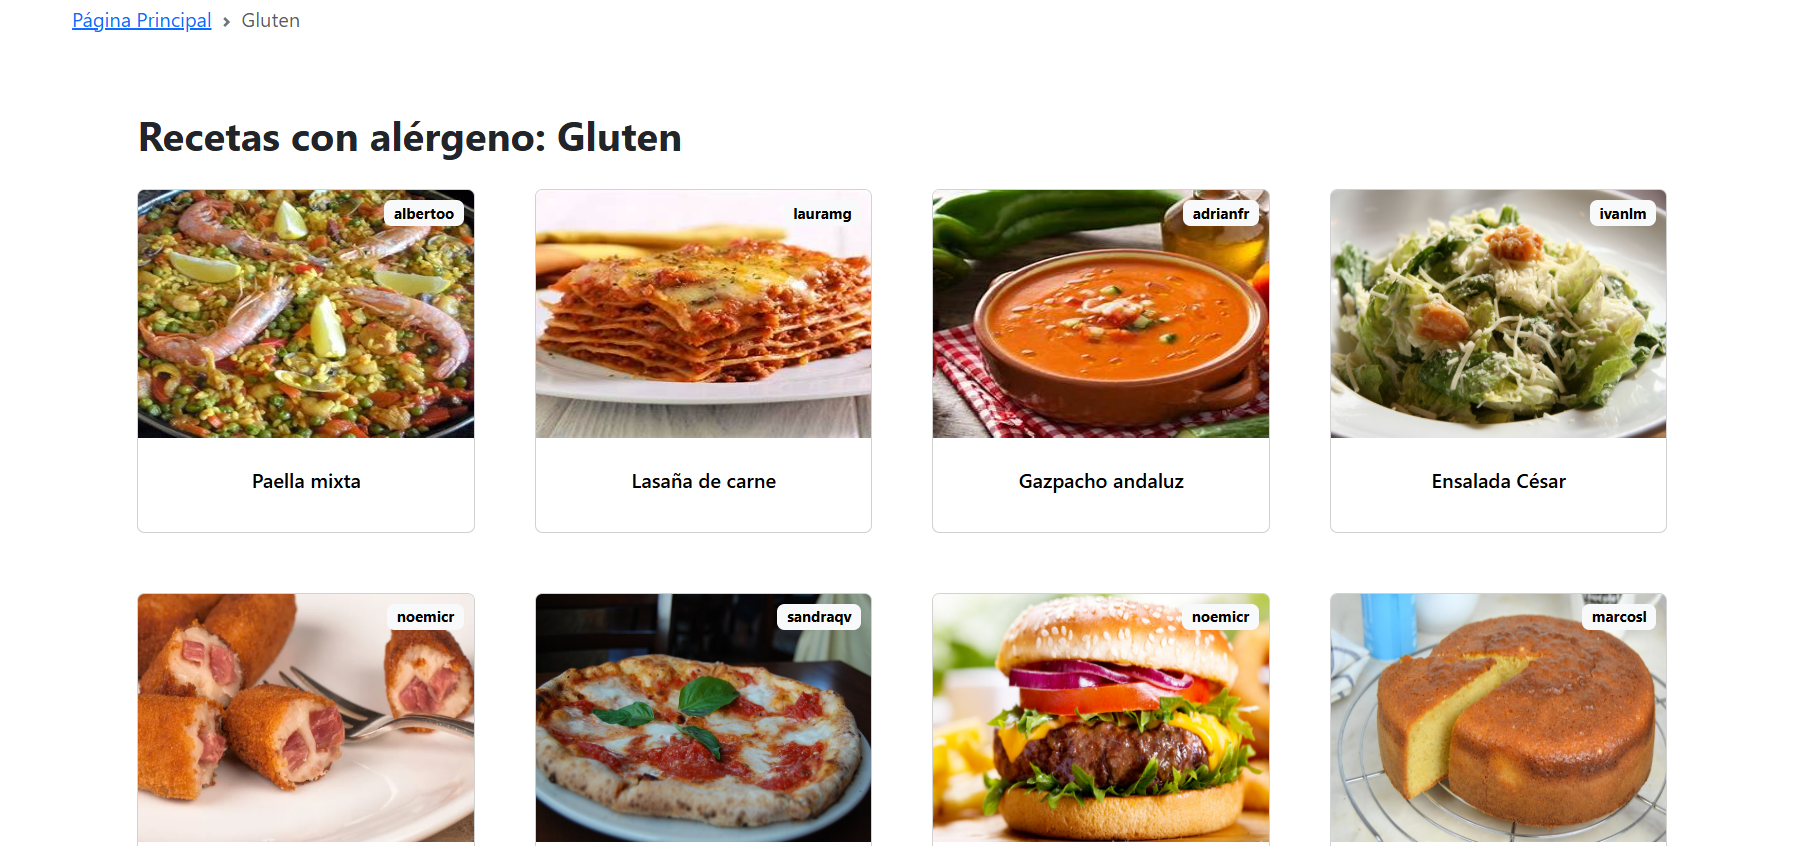 Página Principal › Gluten
Recetas con alérgeno: Gluten
albertoo
lauramg
adrianfr
ivanlm
Paella mixta
Lasaña de carne
Gazpacho andaluz
Ensalada César
noemicr
sandraqv
noemicr
marcosl